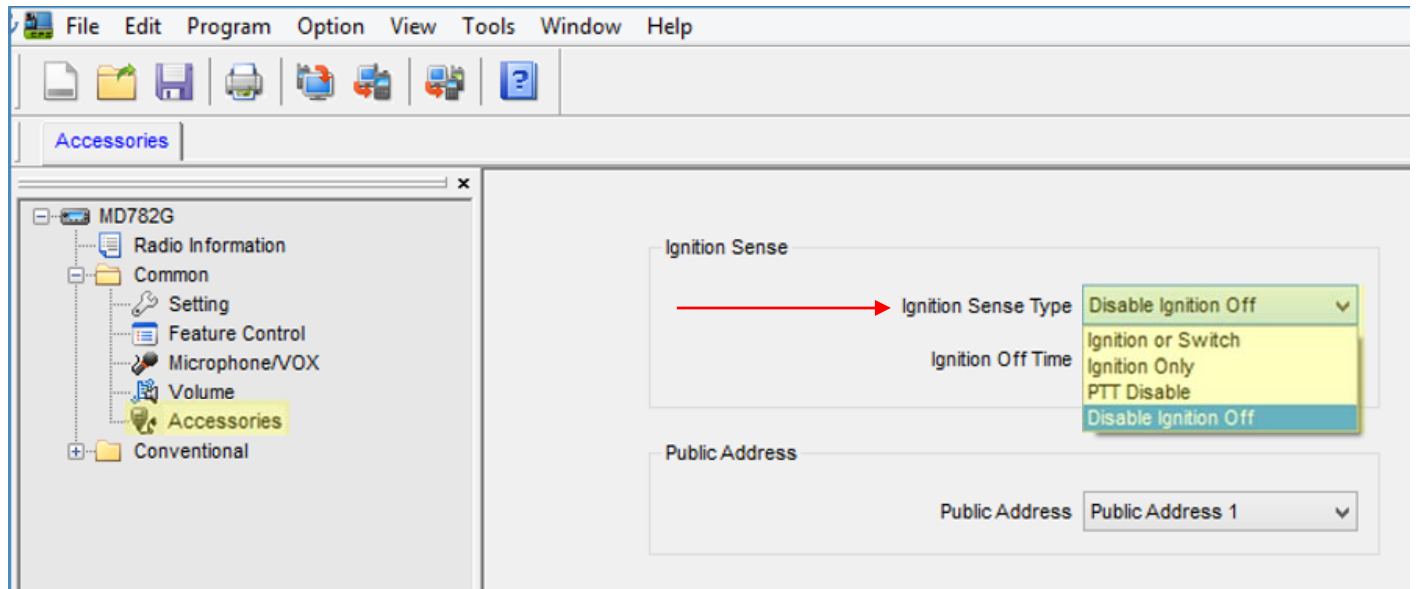 File Edit Program Option View Tools Window Help
Accessories
MD782G
Radio Information
Common
Setting
Feature Control
Microphone/VOX
Volume
Accessories
Conventional
Ignition Sense
Ignition Sense Type Disable Ignition Off
Ignition or Switch
Ignition Only
PTT Disable
Disable Ignition Off
Ignition Off Time
Public Address
Public Address Public Address 1